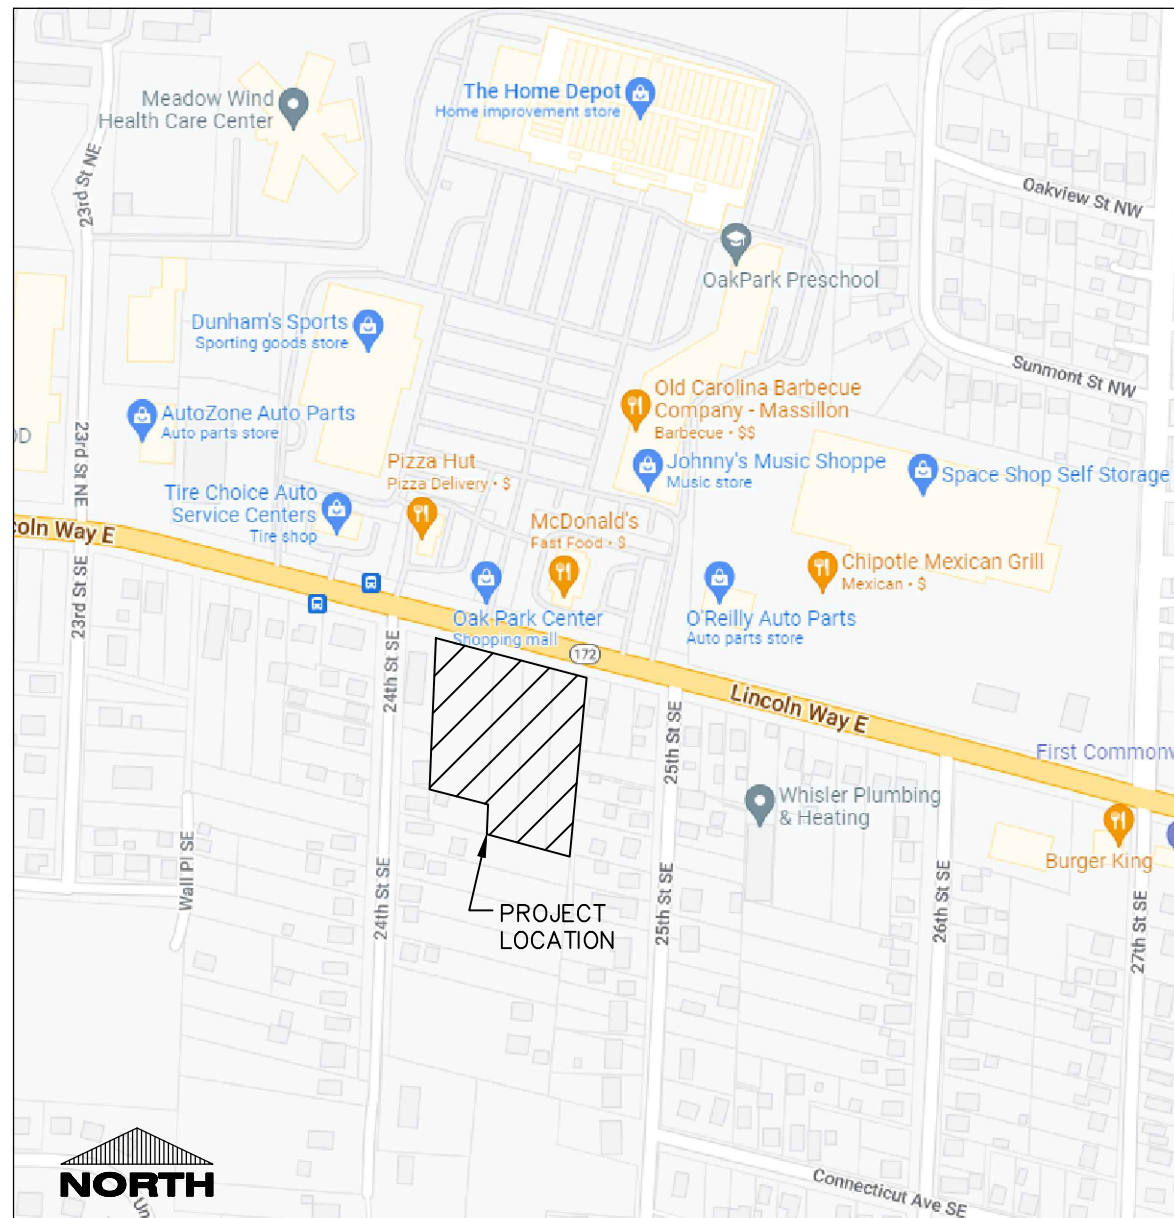 Meadow Wind
Health Care Center
The Home Depot
Home improvement store
23rd St NE
Oakview St NW
OakPark Preschool
Dunham's Sports
Sporting goods store
Sunmont St NW
Old Carolina Barbecue
Company - Massillon
Barbecue • $$
AutoZone Auto Parts
Auto parts store
OD
23rd St NE
Pizza Hut
Pizza Delivery • $
Johnny's Music Shoppe
Music store
Space Shop Self Storage
Tire Choice Auto
Service Centers
Tire shop
McDonald's
Fast Food • $
coln Way E
Chipotle Mexican Grill
Mexican • $
23rd St SE
Oak Park Center
Shopping mall
O'Reilly Auto Parts
Auto parts store
172
24th St SE
Lincoln Way E
25th St SE
First Commonw
Whisler Plumbing
& Heating
Burger King
Wall Pl SE
24th St SE
25th St SE
26th St SE
27th St SE
PROJECT
LOCATION
NORTH
Connecticut Ave SE
Un